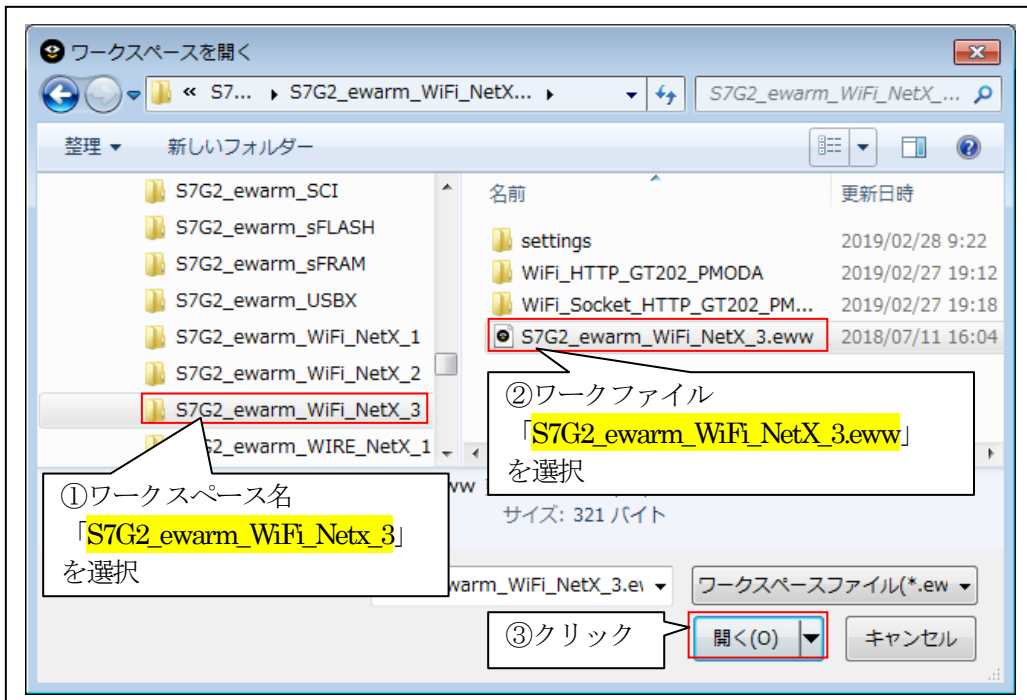 ワークスペースを開く
« S7... ▸ S7G2_ewarm_WiFi_NetX... ▸
S7G2_ewarm_WiFi_NetX_...
整理 ▼ 新しいフォルダー
S7G2_ewarm_SCI
S7G2_ewarm_sFLASH
S7G2_ewarm_sFRAM
S7G2_ewarm_USBX
S7G2_ewarm_WiFi_NetX_1
S7G2_ewarm_WiFi_NetX_2
S7G2_ewarm_WiFi_NetX_3
S2_ewarm_WIRE_NetX_1
名前 更新日時
settings 2019/02/28 9:22
WiFi_HTTP_GT202_PMODA 2019/02/27 19:12
WiFi_Socket_HTTP_GT202_PM... 2019/02/27 19:18
S7G2_ewarm_WiFi_NetX_3.eww 2018/07/11 16:04
②ワークファイル
「S7G2_ewarm_WiFi_NetX_3.eww」
を選択
①ワークスペース名
「S7G2_ewarm_WiFi_Netx_3」
を選択
サイズ: 321 バイト
warm_WiFi_NetX_3.ew
ワークスペースファイル(*.ew
③クリック
開く(O)
キャンセル